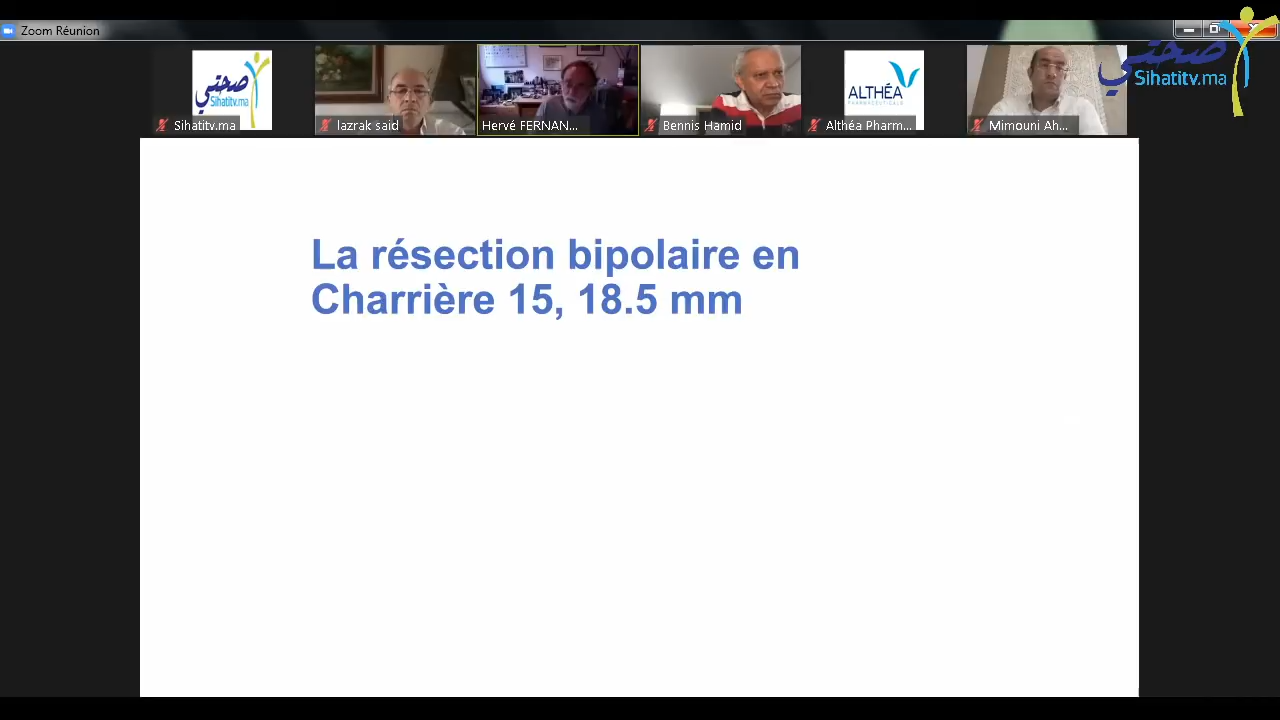 Zoom Réunion
صحتي
Sihatitv.ma
صحتي
Sihatitv.ma
ALTHÉA
PHARMACEUTICALS
Sihatitv.ma
lazrak said
Hervé FERNAN...
Bennis Hamid
Althéa Pharm...
Mimouni Ah...
La résection bipolaire en
Charrière 15, 18.5 mm